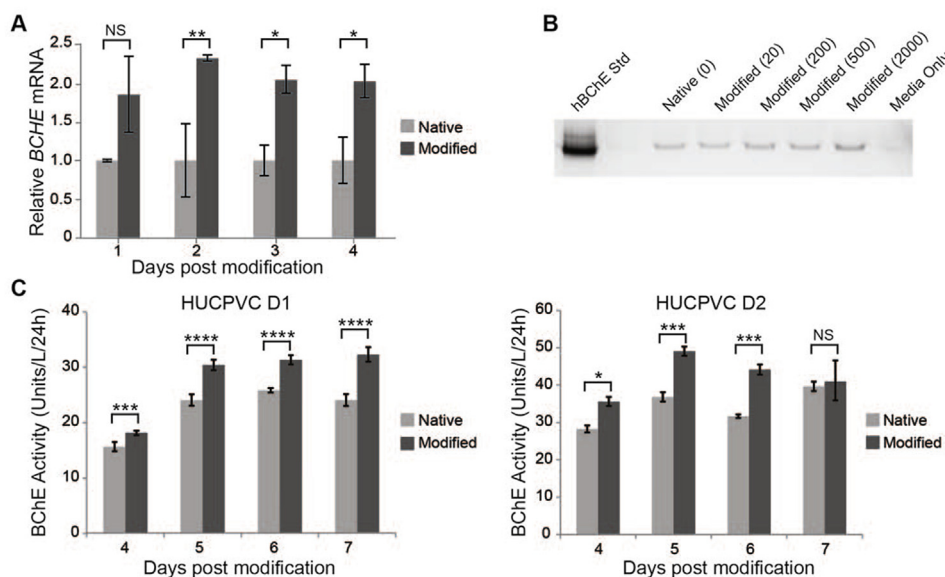 A
NS
**
*
*
Relative BCHE mRNA
2.5
2.0
1.5
1.0
0.5
0
1
2
3
4
Days post modification
Native
Modified
B
hBChE Std
Native (0)
Modified (20)
Modified (200)
Modified (500)
Modified (2000)
Media Only
C
HUCPVC D1
BChE Activity (Units/L/24h)
40
30
20
10
0
***
****
****
****
4
5
6
7
Days post modification
Native
Modified
HUCPVC D2
BChE Activity (Units/L/24h)
60
50
40
30
20
10
0
*
***
***
NS
4
5
6
7
Days post modification
Native
Modified